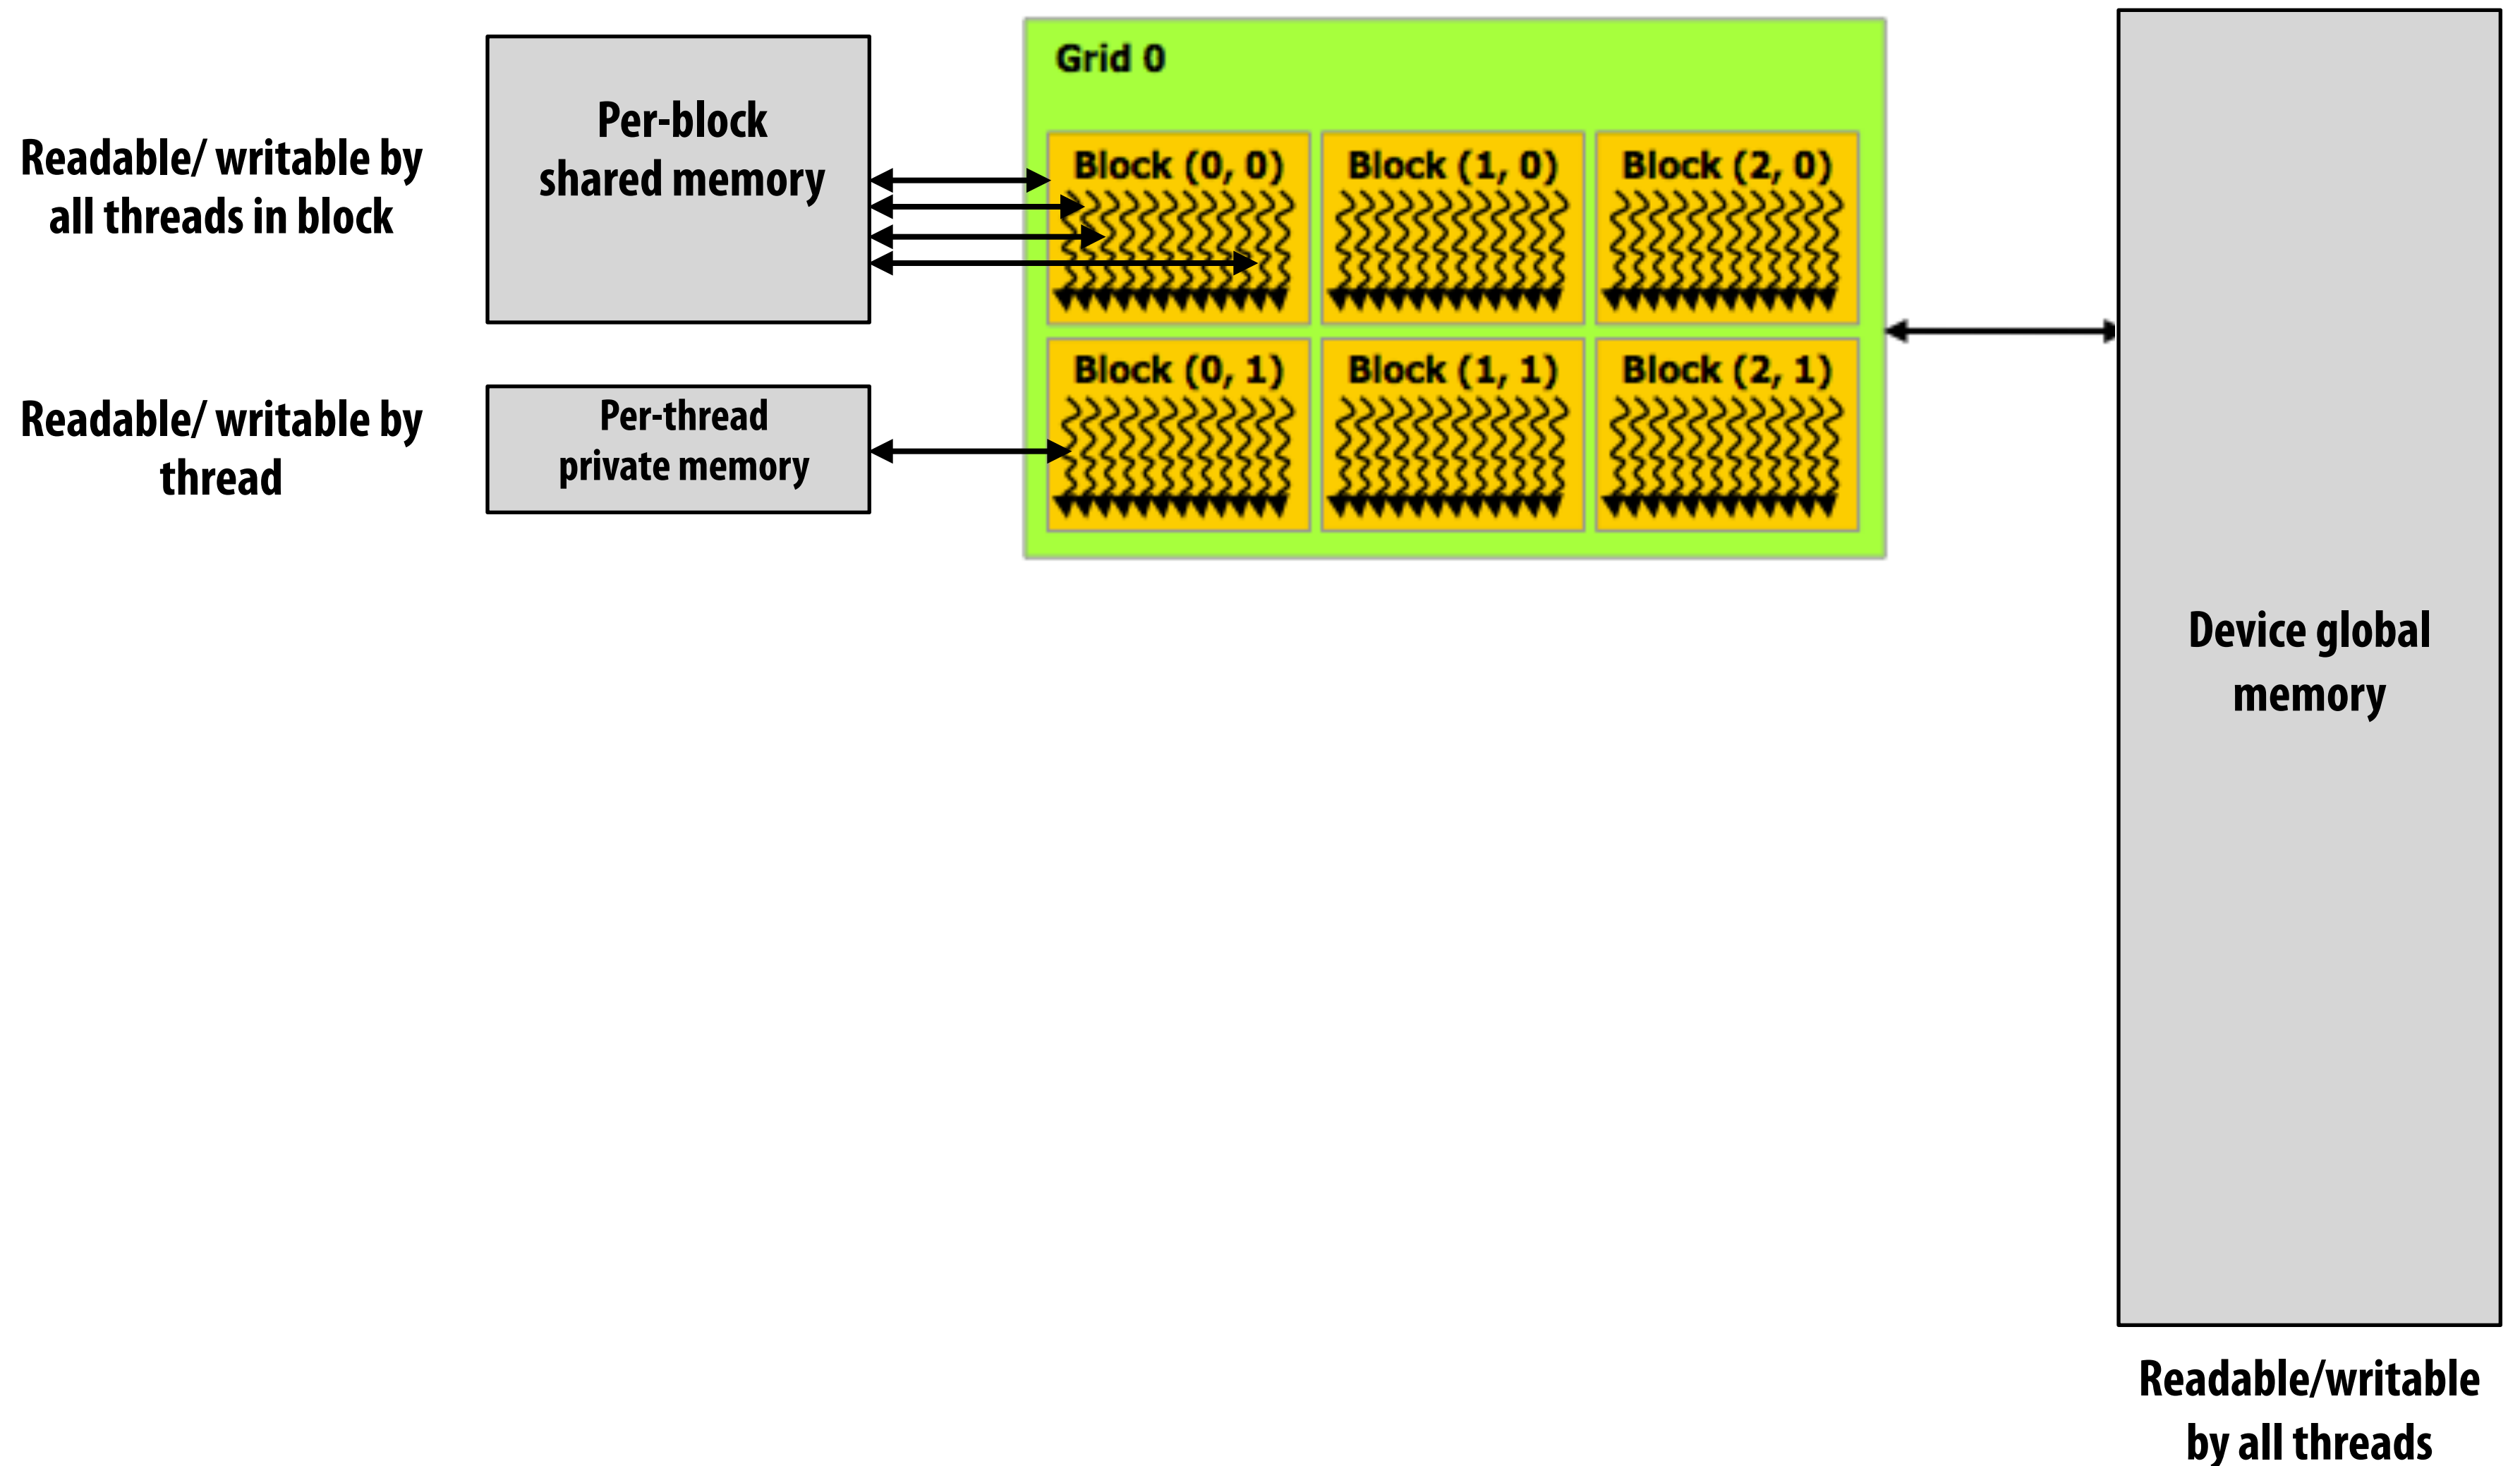 Readable/ writable by
all threads in block
Per-block
shared memory
Readable/ writable by
thread
Per-thread
private memory
Grid 0
Block (0, 0)
Block (1, 0)
Block (2, 0)
Block (0, 1)
Block (1, 1)
Block (2, 1)
Device global
memory
Readable/writable
by all threads